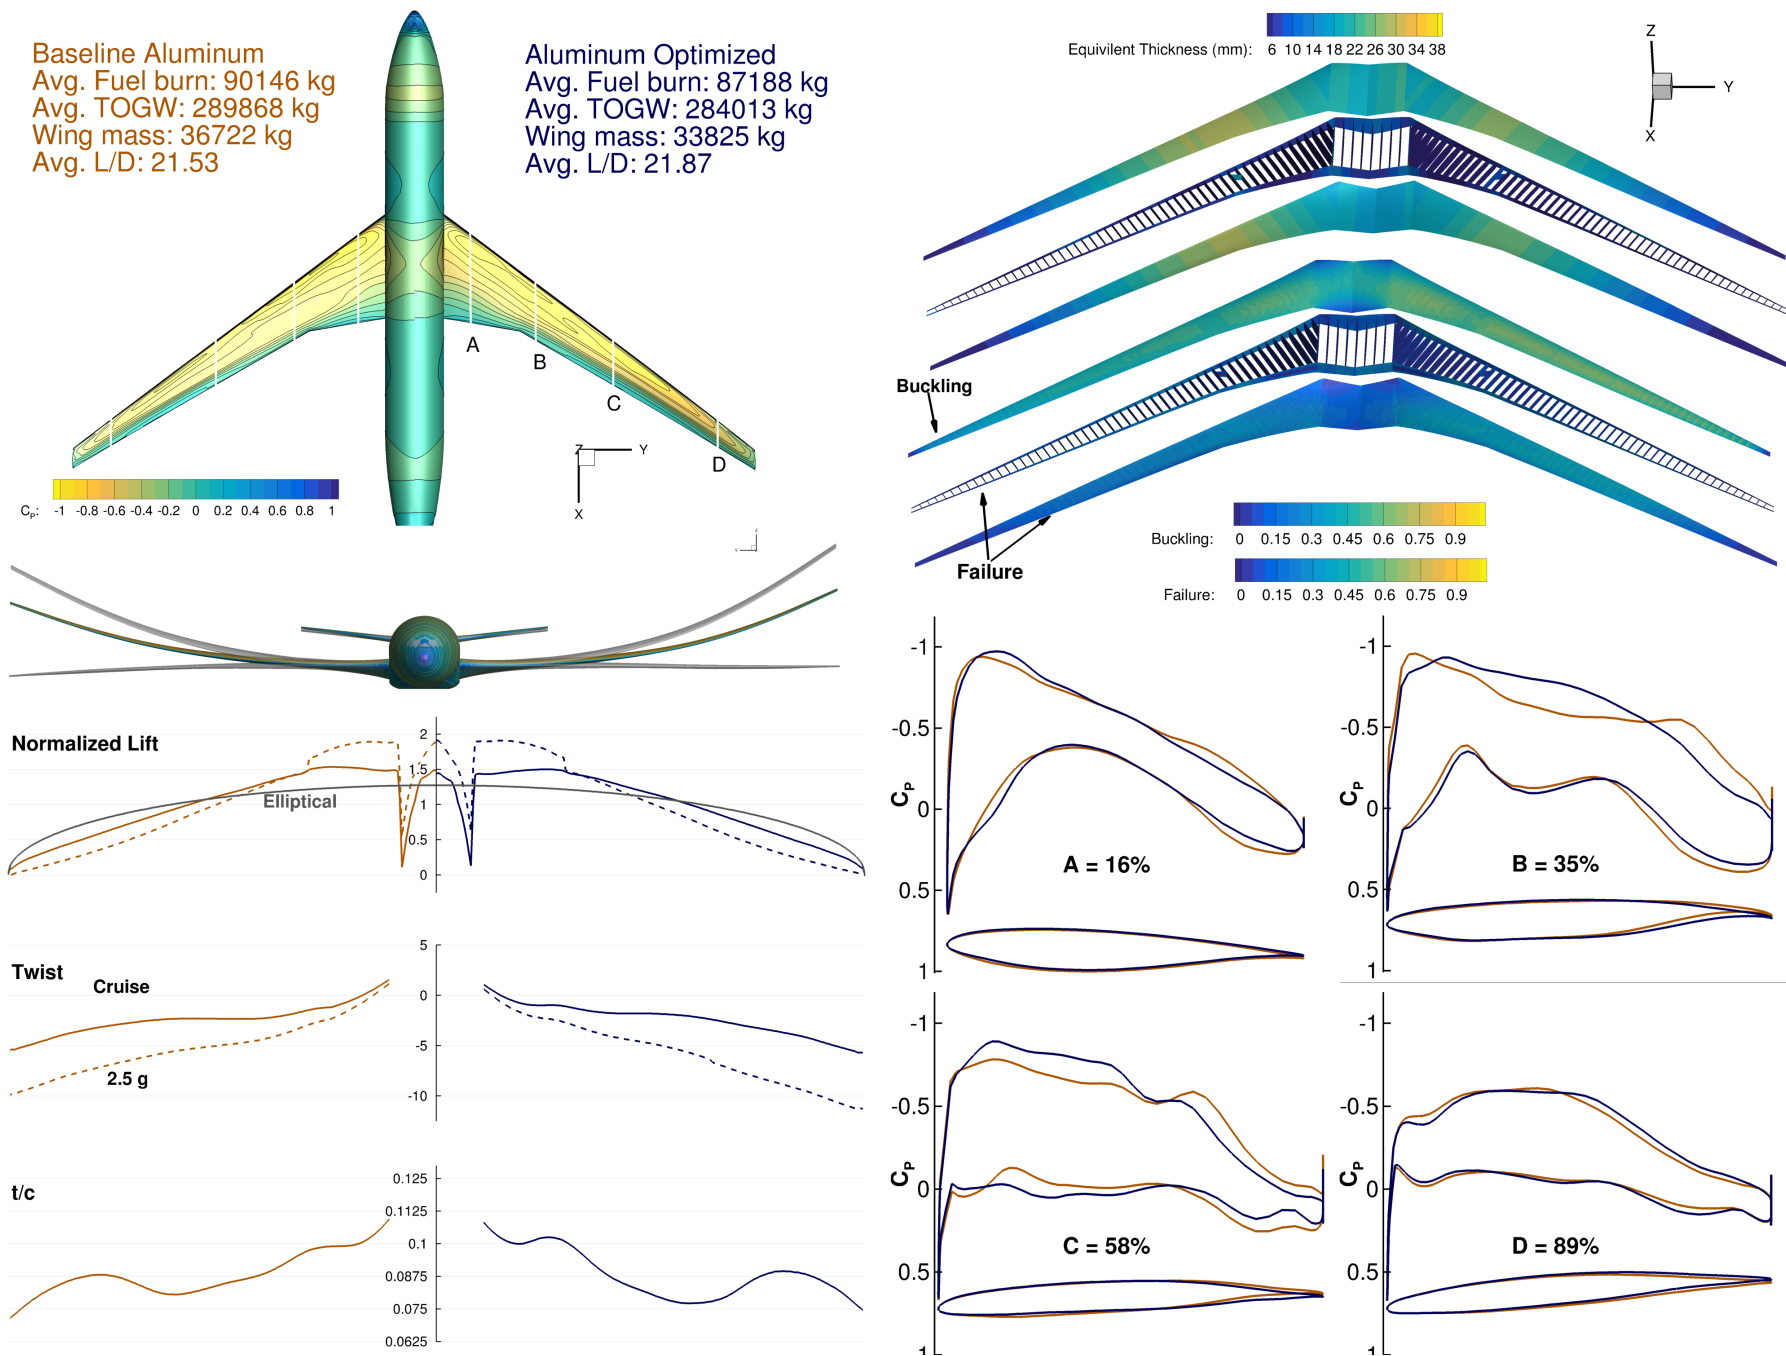 Baseline Aluminum
Avg. Fuel burn: 90146 kg
Avg. TOGW: 289868 kg
Wing mass: 36722 kg
Avg. L/D: 21.53
Aluminum Optimized
Avg. Fuel burn: 87188 kg
Avg. TOGW: 284013 kg
Wing mass: 33825 kg
Avg. L/D: 21.87
A
B
C
D
Z Y
X
CP: -1 -0.8 -0.6 -0.4 -0.2 0 0.2 0.4 0.6 0.8 1
Equivilent Thickness (mm): 6 10 14 18 22 26 30 34 38
Z
Y
X
Buckling
Failure
Buckling: 0 0.15 0.3 0.45 0.6 0.75 0.9
Failure: 0 0.15 0.3 0.45 0.6 0.75 0.9
Normalized Lift
Elliptical
2
1.5
1
0.5
0
Twist
Cruise
2.5 g
5
0
-5
-10
t/c
0.125
0.1125
0.1
0.0875
0.075
0.0625
-1
-0.5
0
0.5
1
CP
A = 16%
-1
-0.5
0
0.5
1
CP
B = 35%
-1
-0.5
0
0.5
1
CP
C = 58%
-1
-0.5
0
0.5
1
CP
D = 89%